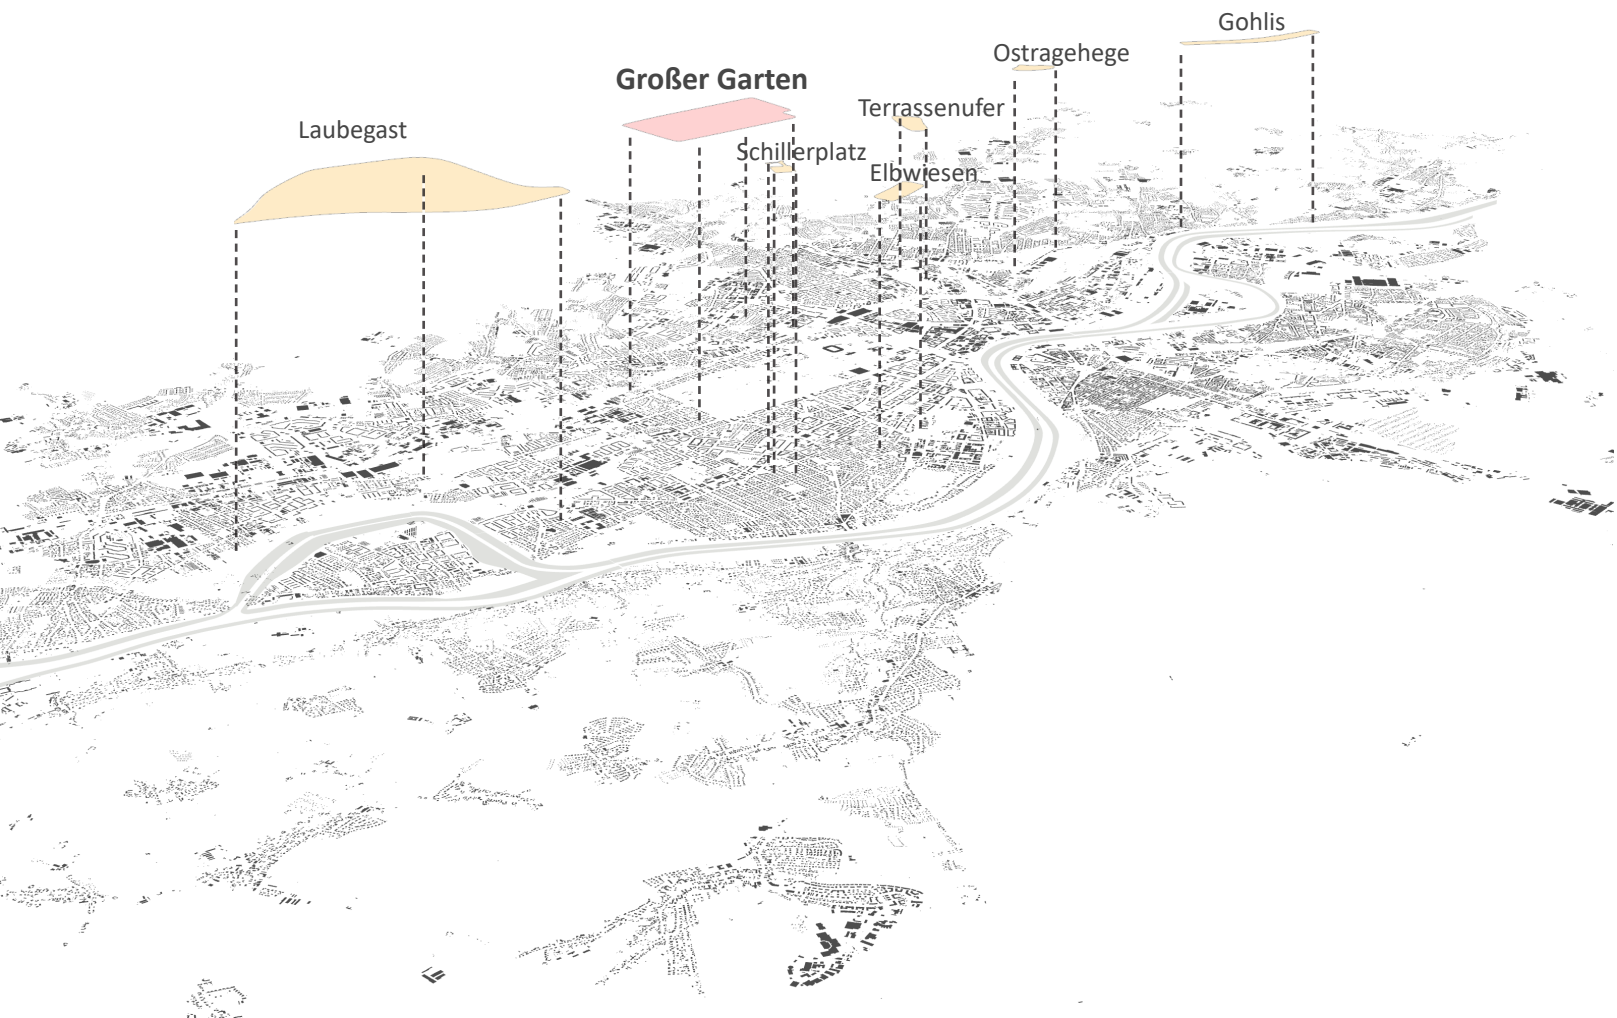 Gohlis
Ostragehege
Großer Garten
Terrassenufer
Laubegast
Schillerplatz
Elbwiesen